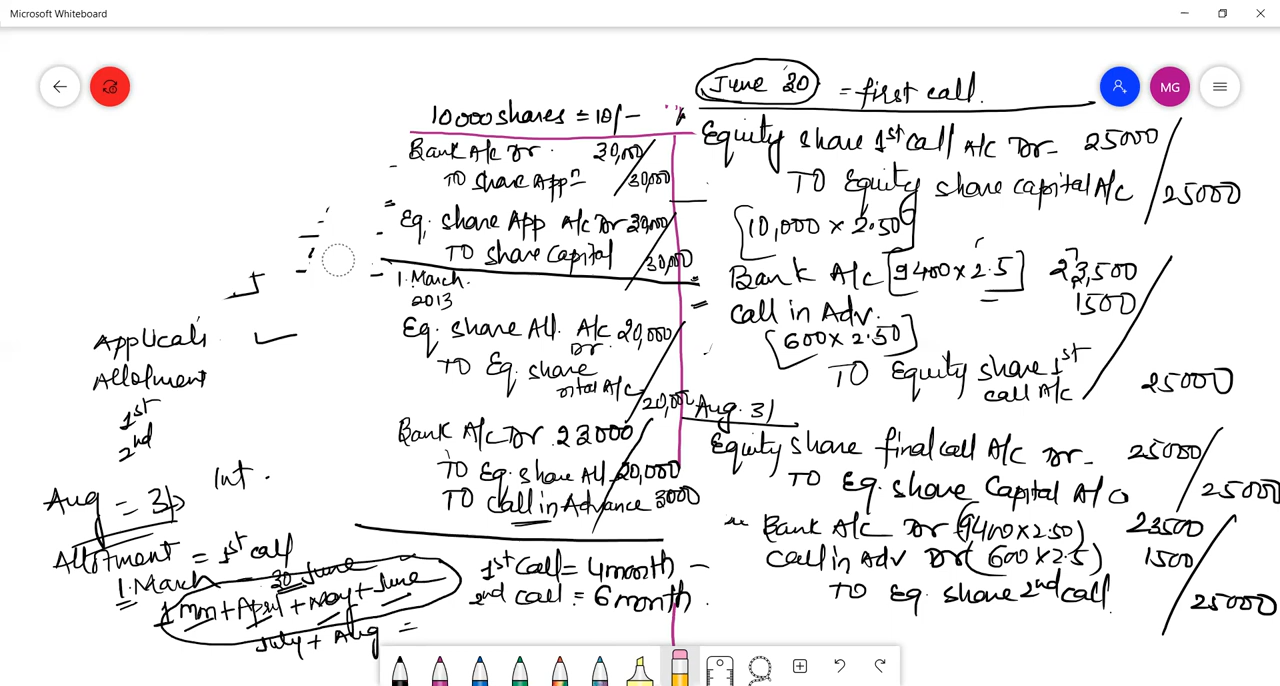 Microsoft Whiteboard
MG
10000 shares = 10/-
Bank A/c Dr. 30,000
TO share Appn 30,000
Eq. share App A/c Dr 30,000
TO share Capital 30,000
1. March
2013
Eq. share All. A/c 20,000
Dr.
TO Eq. share
A/c 20,000
Bank A/c Dr. 23000
TO Eq. share All 20,000
TO Call in Advance 3000
1st Call = 4 month
2nd call = 6 month
Allotment
1st
2nd
Int.
Aug = 31
Allotment = 1st call
1. March - 30 June
+ April + May + June
July + Aug =
June 20 = first call.
Equity share 1st call A/c Dr 25000
TO Equity share capital A/c 25000
[10,000 x 2.50]
Bank A/c [9400 x 2.5] 23,500
call in Adv. 1500
[600 x 2.50]
TO Equity share 1st
call A/c 25000
Aug. 31
Equity share final call A/c Dr 25000
TO Eq. share Capital A/c 25000
Bank A/c Dr (9400 x 2.50) 23500
Call in Adv Dr (600 x 2.5) 1500
TO Eq. share 2nd call 25000